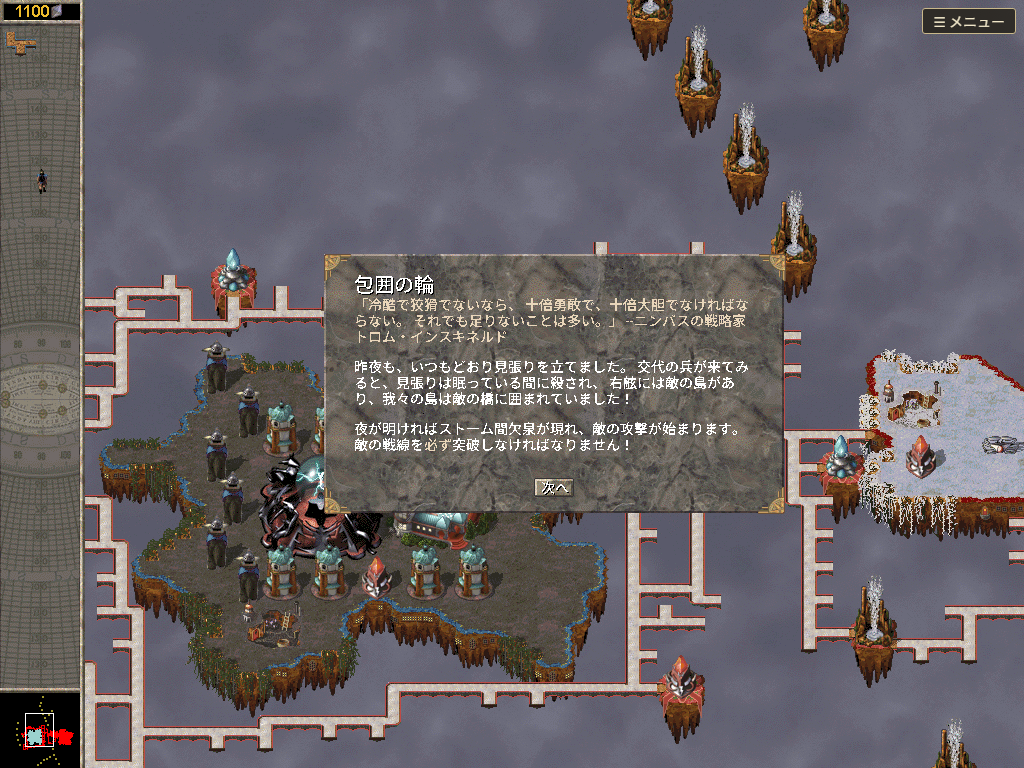 1100
☰ メニュー
包囲の輪
「冷酷で狡猾でないなら、十倍勇敢で、十倍大胆でなければな
らない。それでも足りないことは多い。」 -ニンバスの戦略家
トロム・インスキネルド
昨夜も、いつもどおり見張りを立てました。交代の兵が来てみ
ると、見張りは眠っている間に殺され、右舷には敵の島があ
り、我々の島は敵の橋に囲まれていました！
夜が明ければストーム間欠泉が現れ、敵の攻撃が始まります。
敵の戦線を必ず突破しなければなりません！
次へ